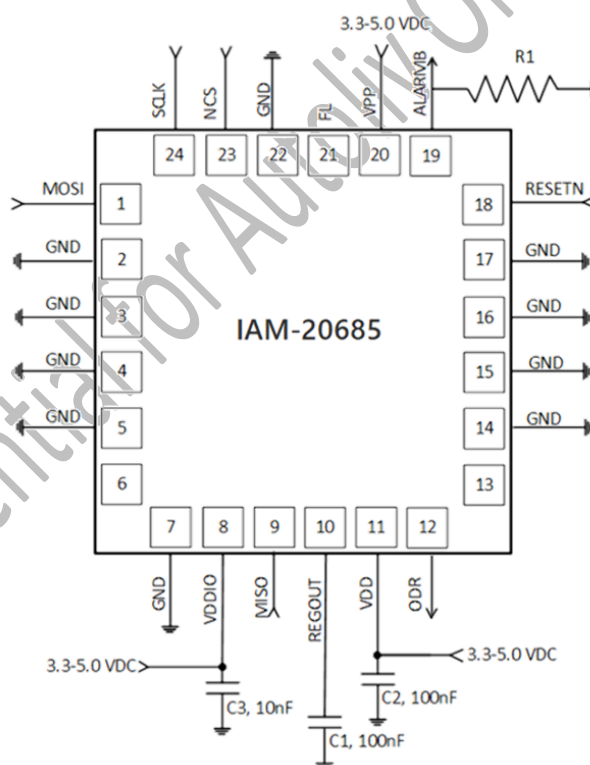 3.3-5.0 VDC
R1
SCLK
NCS
GND
FL
VPP
ALARMB
24
23
22
21
20
19
MOSI
1
18
RESETN
GND
2
17
GND
GND
3
16
GND
IAM-20685
GND
4
15
GND
GND
5
14
GND
6
13
7
8
9
10
11
12
GND
VDDIO
MISO
REGOUT
VDD
ODR
3.3-5.0 VDC
3.3-5.0 VDC
C3, 10nF
C2, 100nF
C1, 100nF
ential for Autoliv